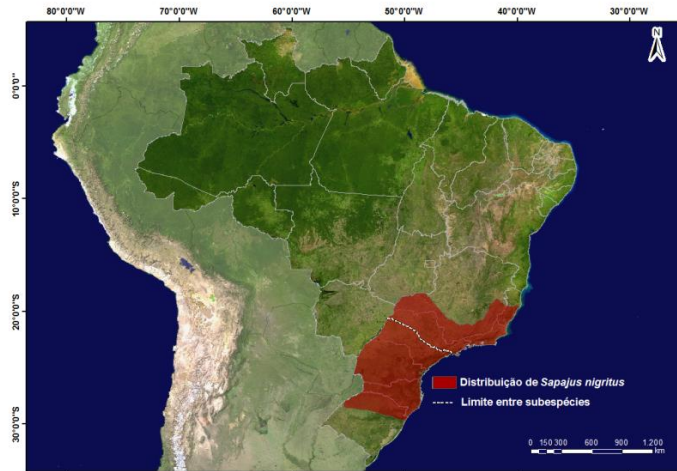 80°0'0"W 70°0'0"W 60°0'0"W 50°0'0"W 40°0'0"W 30°0'0"W
N
0°0'0"
10°0'0"S
20°0'0"S
30°0'0"S
Distribuição de Sapajus nigritus
Limite entre subespécies
0 150 300 600 900 1.200
km